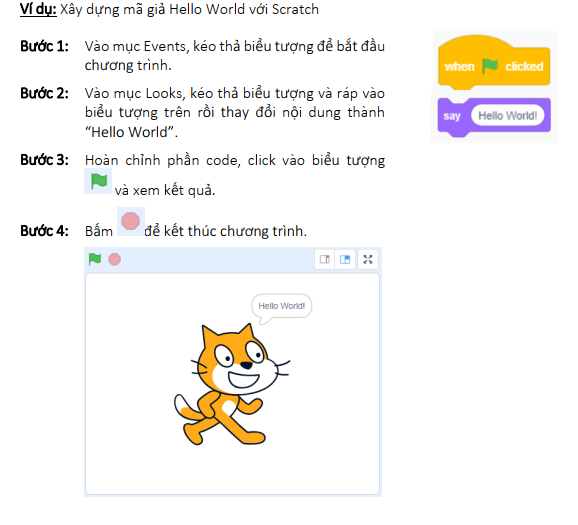 Ví dụ: Xây dựng mã giả Hello World với Scratch
Bước 1: Vào mục Events, kéo thả biểu tượng để bắt đầu
chương trình.
Bước 2: Vào mục Looks, kéo thả biểu tượng và ráp vào
biểu tượng trên rồi thay đổi nội dung thành
“Hello World”.
Bước 3: Hoàn chỉnh phần code, click vào biểu tượng
và xem kết quả.
Bước 4: Bấm để kết thúc chương trình.
when clicked
say Hello World!
Hello World!